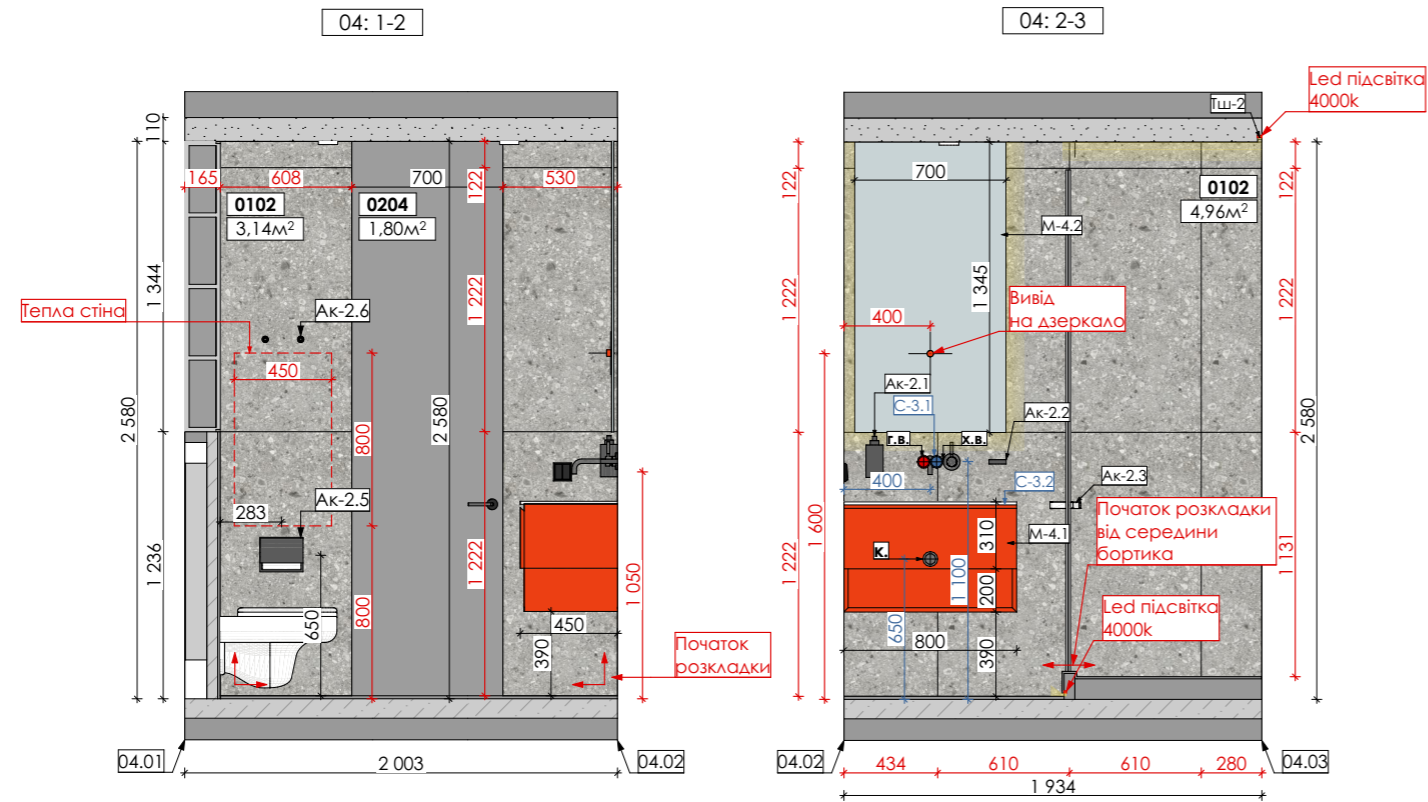 04: 1-2
110
2 580
1 344
1 236
165
608
700
530
0102
3,14м²
0204
1,80м²
122
1 222
1 222
2 580
Тепла стіна
Ак-2.6
450
800
800
283
Ак-2.5
650
450
390
1 050
Початок
розкладки
04.01
2 003
04.02
04: 2-3
Led підсвітка
4000k
Тш-2
122
1 222
1 222
700
0102
4,96м²
М-4.2
1 345
122
1 222
1 131
2 580
400
Вивід
на дзеркало
Ак-2.1
С-3.1
Ак-2.2
г.в.
х.в.
400
С-3.2
Ак-2.3
1 600
Початок розкладки
від середини
бортика
310
М-4.1
к.
1 100
200
650
800
390
Led підсвітка
4000k
04.02
434
610
610
280
04.03
1 934